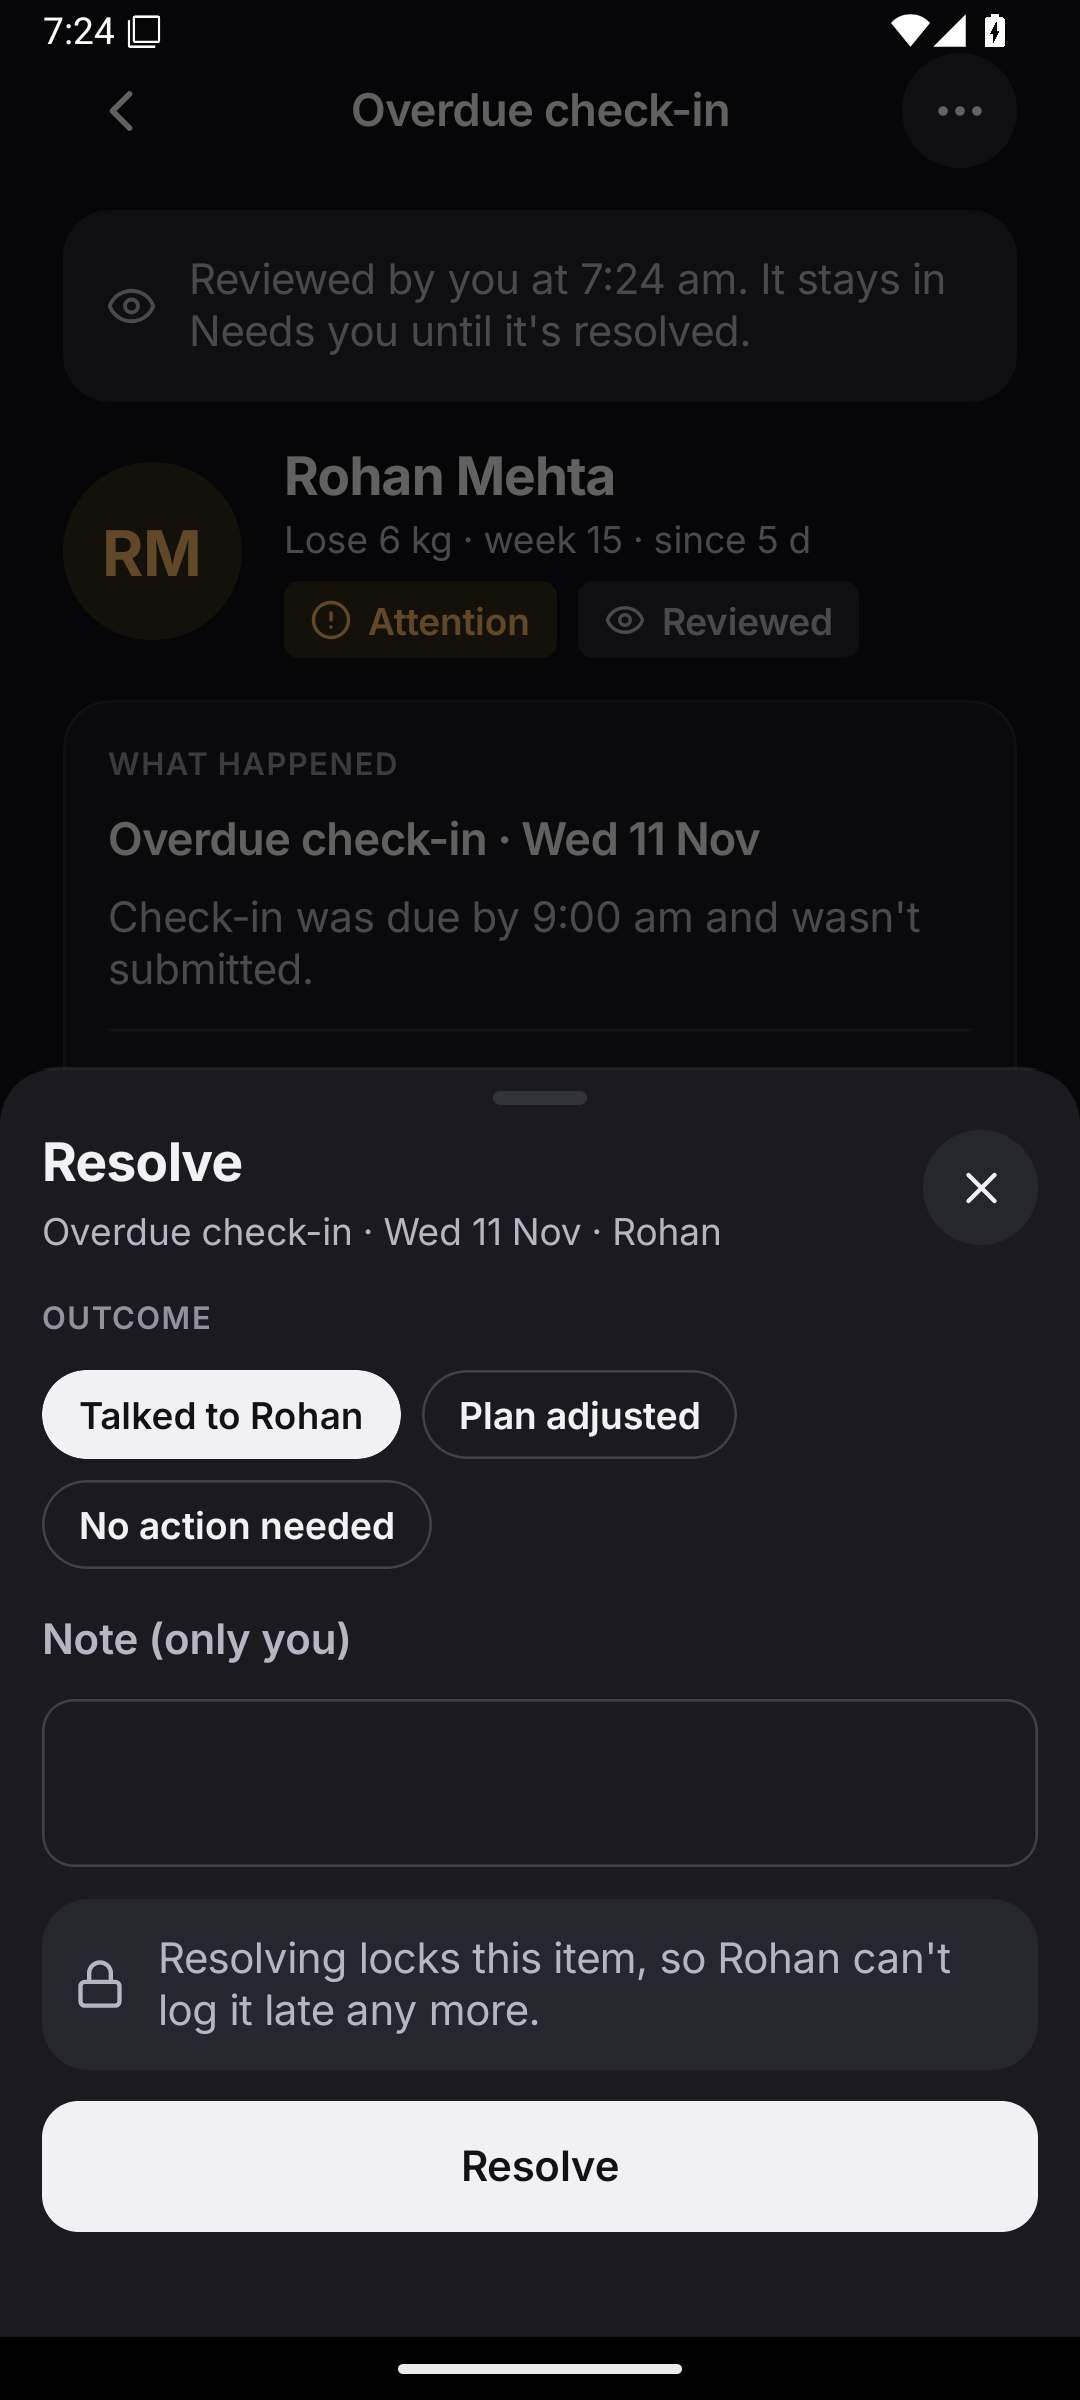 7:24
Overdue check-in
Reviewed by you at 7:24 am. It stays in
Needs you until it's resolved.
RM
Rohan Mehta
Lose 6 kg · week 15 · since 5 d
Attention
Reviewed
WHAT HAPPENED
Overdue check-in · Wed 11 Nov
Check-in was due by 9:00 am and wasn't
submitted.
Resolve
Overdue check-in · Wed 11 Nov · Rohan
OUTCOME
Talked to Rohan
Plan adjusted
No action needed
Note (only you)
Resolving locks this item, so Rohan can't
log it late any more.
Resolve